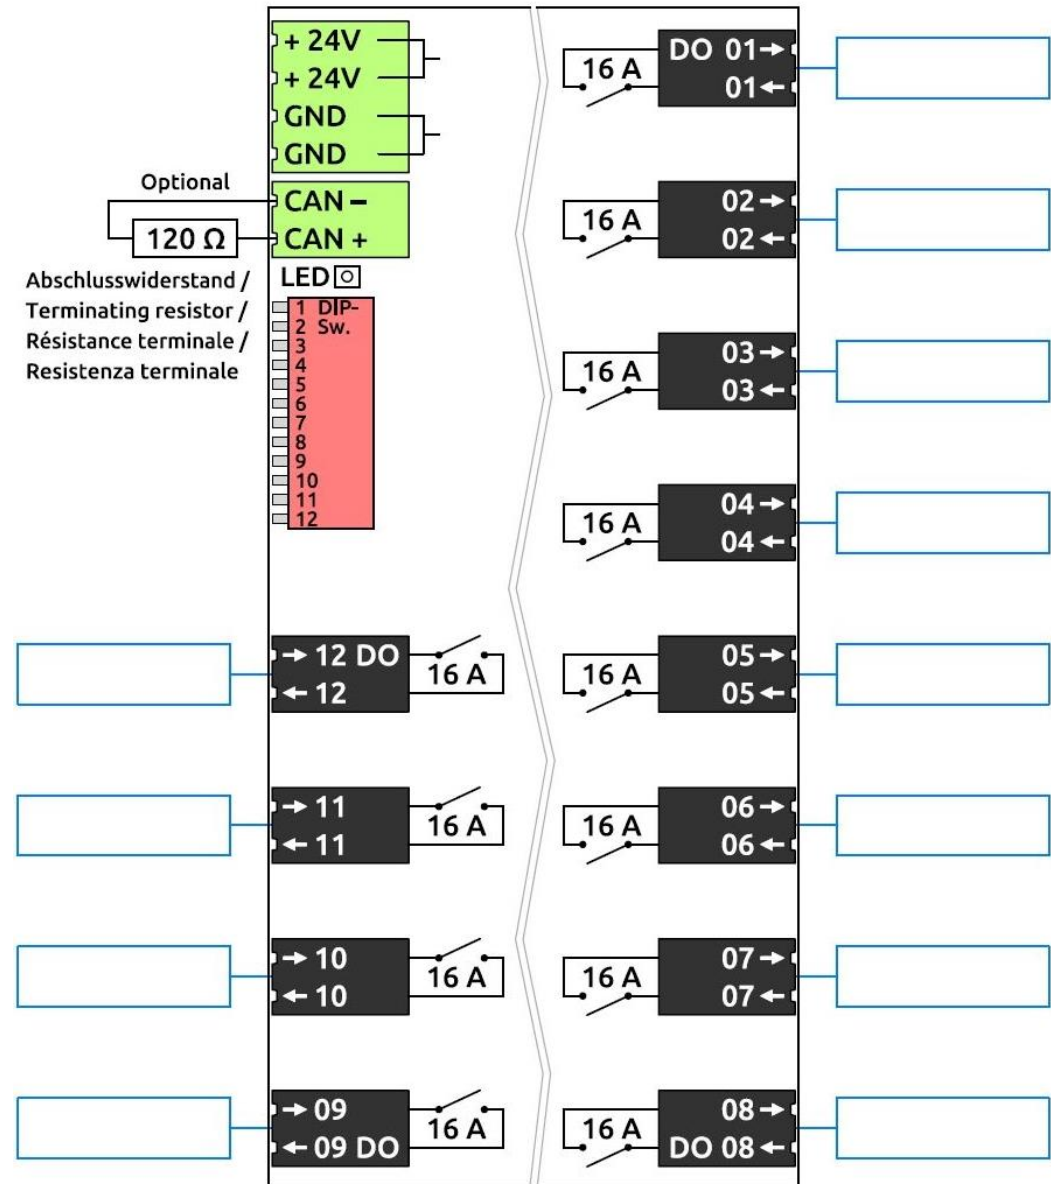 + 24V
+ 24V
GND
GND
Optional
CAN –
120 Ω
CAN +
Abschlusswiderstand /
Terminating resistor /
Résistance terminale /
Resistenza terminale
LED
1 DIP-
2 Sw.
3
4
5
6
7
8
9
10
11
12
→ 12 DO
← 12
16 A
→ 11
← 11
16 A
→ 10
← 10
16 A
→ 09
← 09 DO
16 A
16 A
DO 01 →
01 ←
16 A
02 →
02 ←
16 A
03 →
03 ←
16 A
04 →
04 ←
16 A
05 →
05 ←
16 A
06 →
06 ←
16 A
07 →
07 ←
16 A
08 →
DO 08 ←